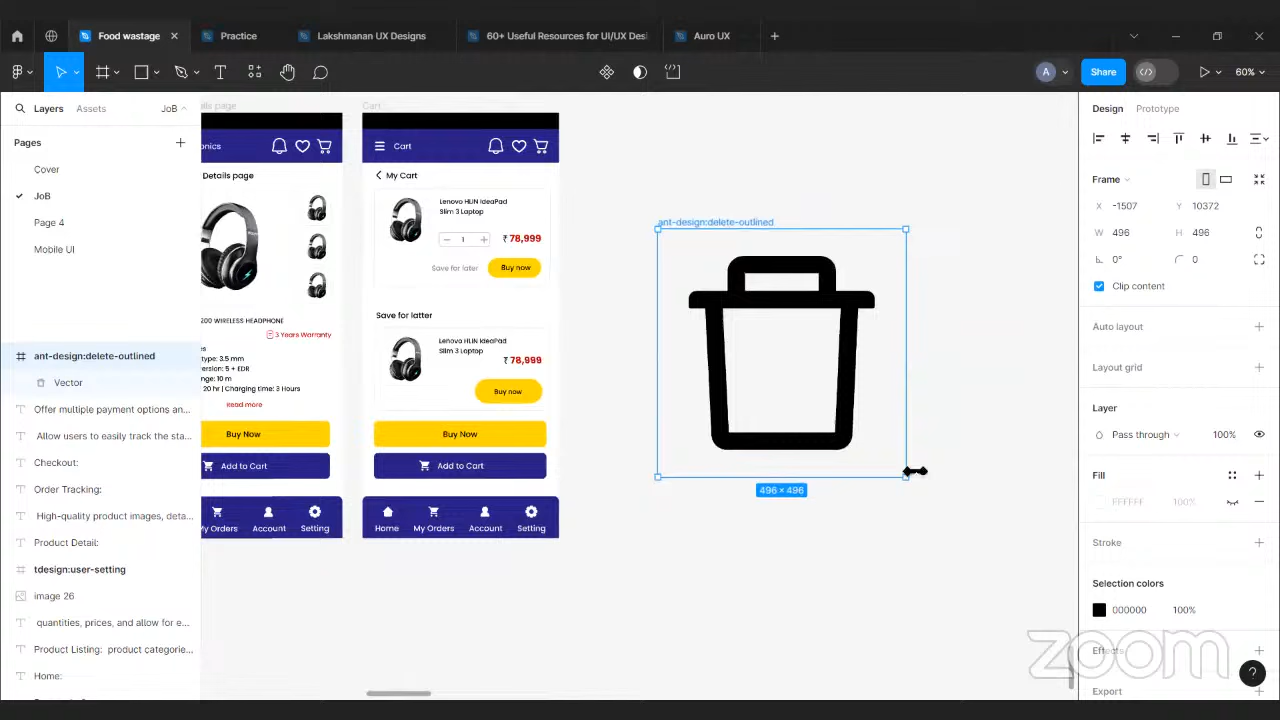 Food wastage
Practice
Lakshmanan UX Designs
60+ Useful Resources for UI/UX Desi
Auro UX
A
Share
60%
Layers
Assets
JoB
Pages
Cover
JoB
Page 4
Mobile UI
ant-design:delete-outlined
Vector
Offer multiple payment options an...
Allow users to easily track the sta...
Checkout:
Order Tracking:
High-quality product images, deta...
Product Detail:
tdesign:user-setting
image 26
quantities, prices, and allow for e...
Product Listing: product categorie...
Home:
ails page
onics
Details page
200 WIRELESS HEADPHONE
3 Years Warranty
es
type: 3.5 mm
version: 5 + EDR
nge: 10 m
20 hr | Charging time: 3 Hours
Read more
Buy Now
Add to Cart
My Orders
Account
Setting
Cart
Cart
My Cart
Lenovo HLIN IdeaPad
Slim 3 Laptop
1
₹ 78,999
Save for later
Buy now
Save for latter
Lenovo HLIN IdeaPad
Slim 3 Laptop
₹ 78,999
Buy now
Buy Now
Add to Cart
Home
My Orders
Account
Setting
ant-design:delete-outlined
496 × 496
Design
Prototype
Frame
X -1507
Y 10372
W 496
H 496
0°
0
Clip content
Auto layout
Layout grid
Layer
Pass through
100%
Fill
FFFFFF
100%
Stroke
Selection colors
000000
100%
Effects
Export
zoom
?